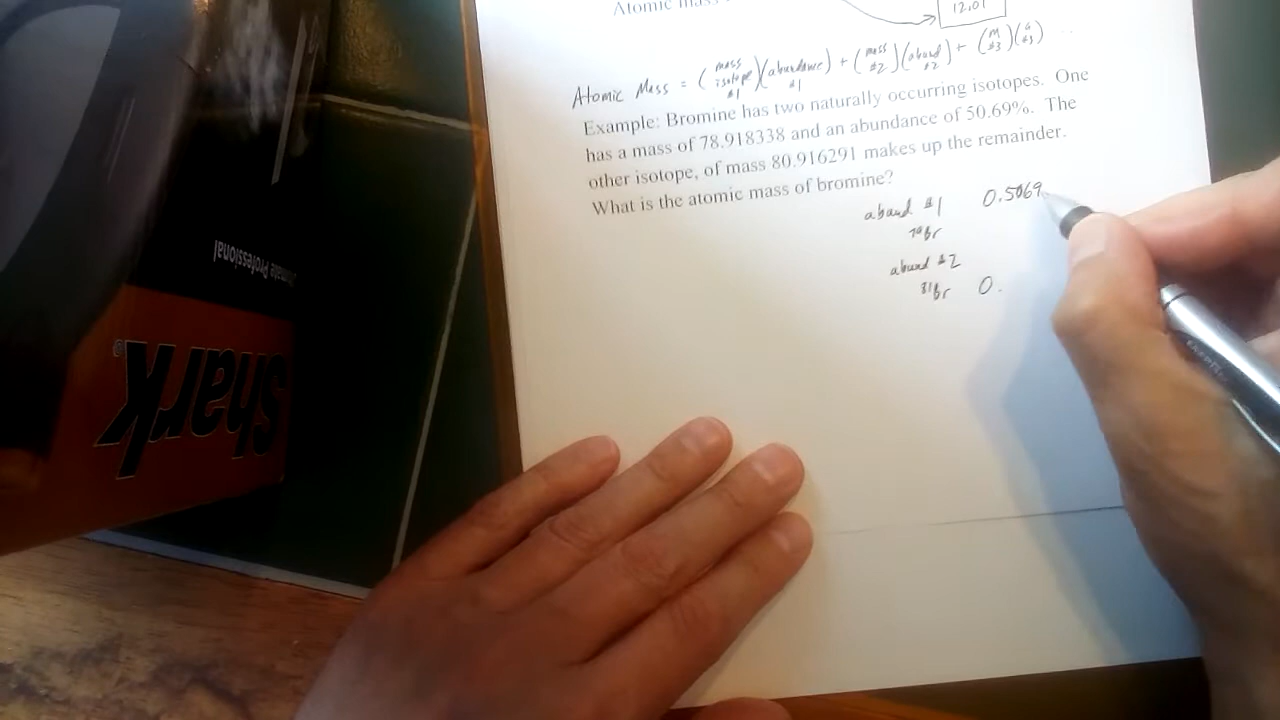 Atomic mass
12.01
Atomic Mass = (mass isotope #1)(abundance #1) + (mass #2)(abund #2) + (M #3)(A #3) ...
Example: Bromine has two naturally occurring isotopes. One
has a mass of 78.918338 and an abundance of 50.69%. The
other isotope, of mass 80.916291 makes up the remainder.
What is the atomic mass of bromine?
abund #1 0.5069
79Br
abund #2
81Br 0.
Professional
Shark